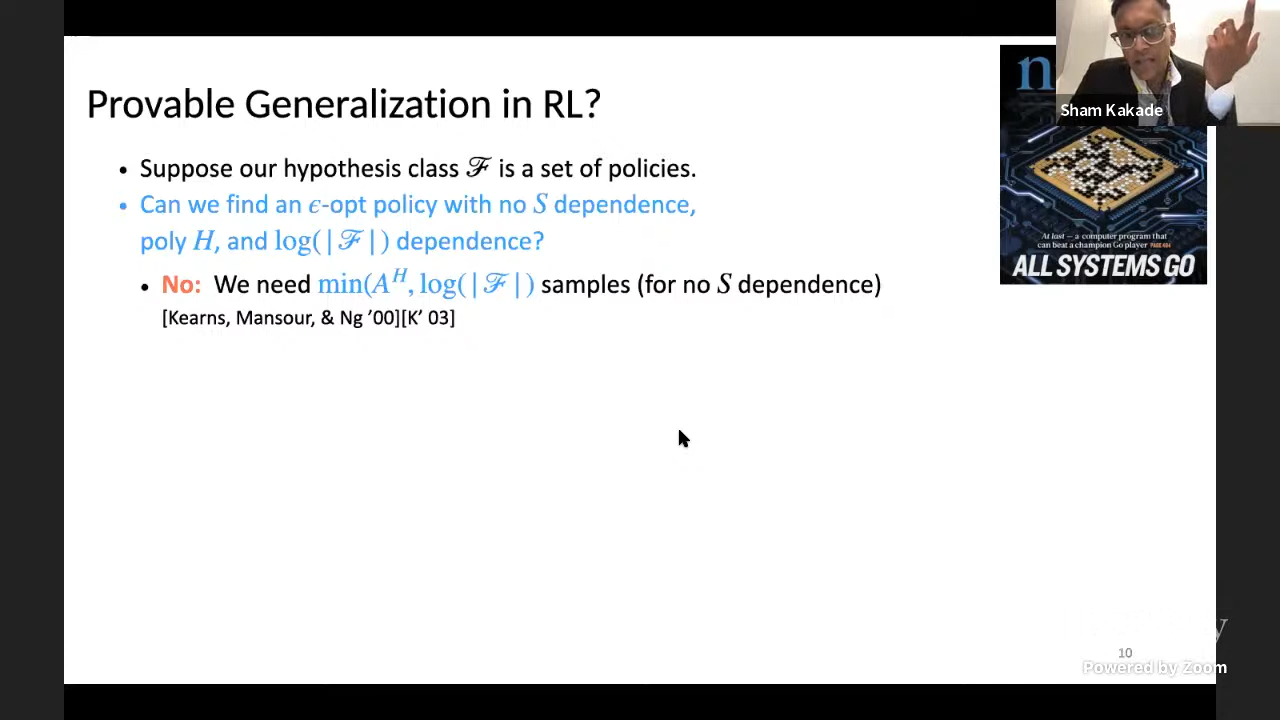 Provable Generalization in RL?
• Suppose our hypothesis class ℱ is a set of policies.
• Can we find an ϵ-opt policy with no S dependence,
poly H, and log(|ℱ|) dependence?
• No: We need min(A^H, log(|ℱ|) samples (for no S dependence)
[Kearns, Mansour, & Ng ’00][K’ 03]
n
Sham Kakade
At last — a computer program that
can beat a champion Go player PAGE 484
ALL SYSTEMS GO
y
10
Powered by Zoom